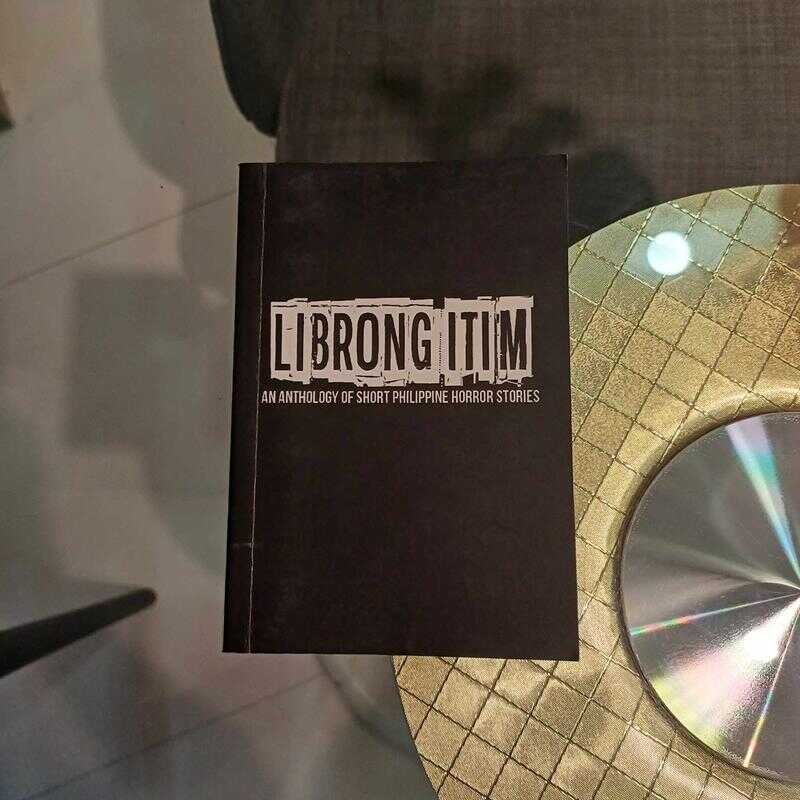 LIBRONG ITIM
AN ANTHOLOGY OF SHORT PHILIPPINE HORROR STORIES